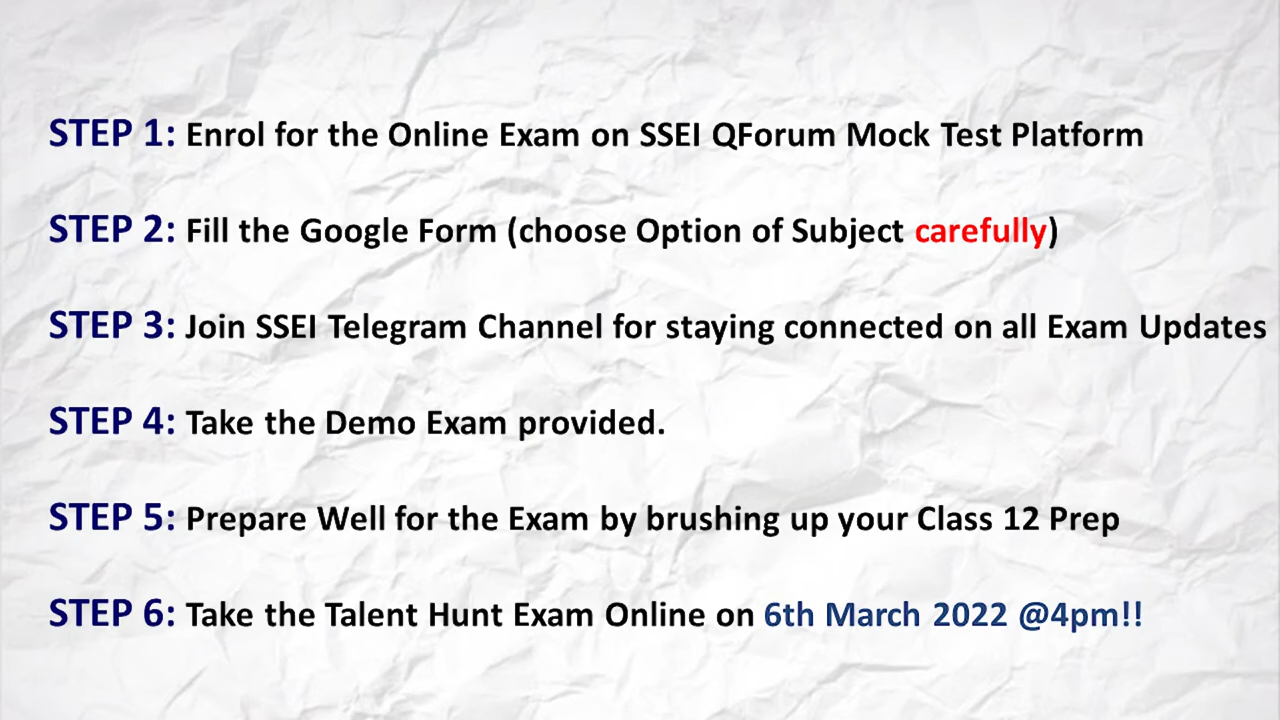 STEP 1: Enrol for the Online Exam on SSEI QForum Mock Test Platform
STEP 2: Fill the Google Form (choose Option of Subject carefully)
STEP 3: Join SSEI Telegram Channel for staying connected on all Exam Updates
STEP 4: Take the Demo Exam provided.
STEP 5: Prepare Well for the Exam by brushing up your Class 12 Prep
STEP 6: Take the Talent Hunt Exam Online on 6th March 2022 @4pm!!